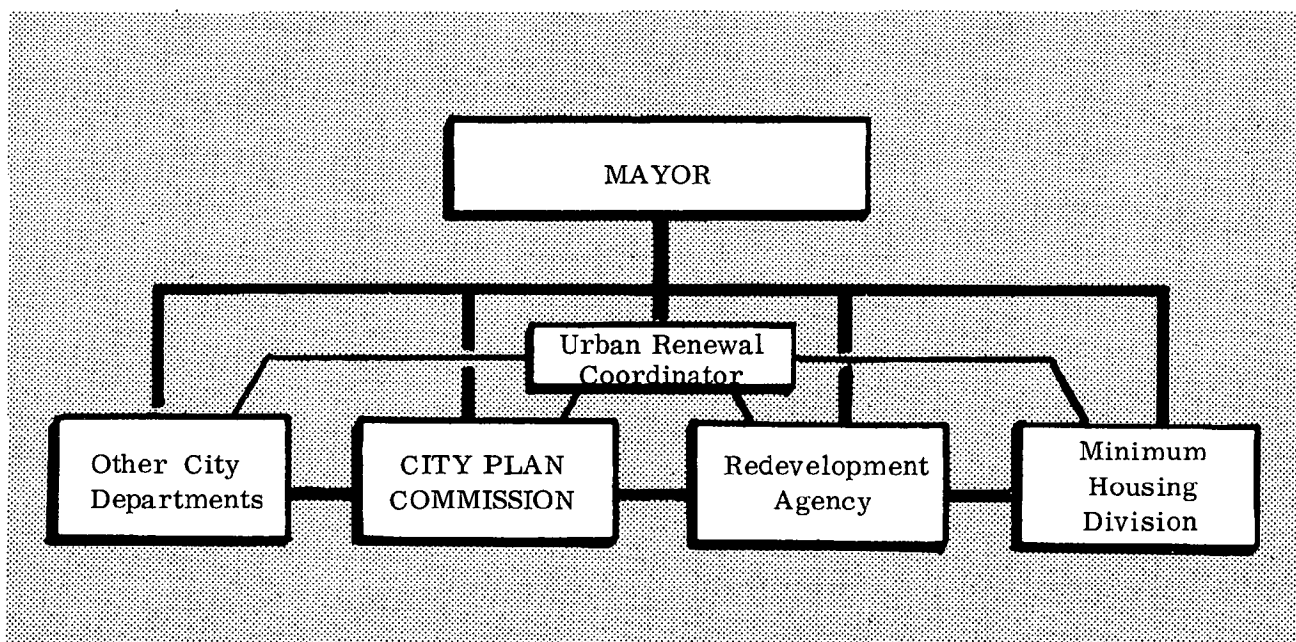 MAYOR
Urban Renewal
Coordinator
Other City
Departments
CITY PLAN
COMMISSION
Redevelopment
Agency
Minimum
Housing
Division